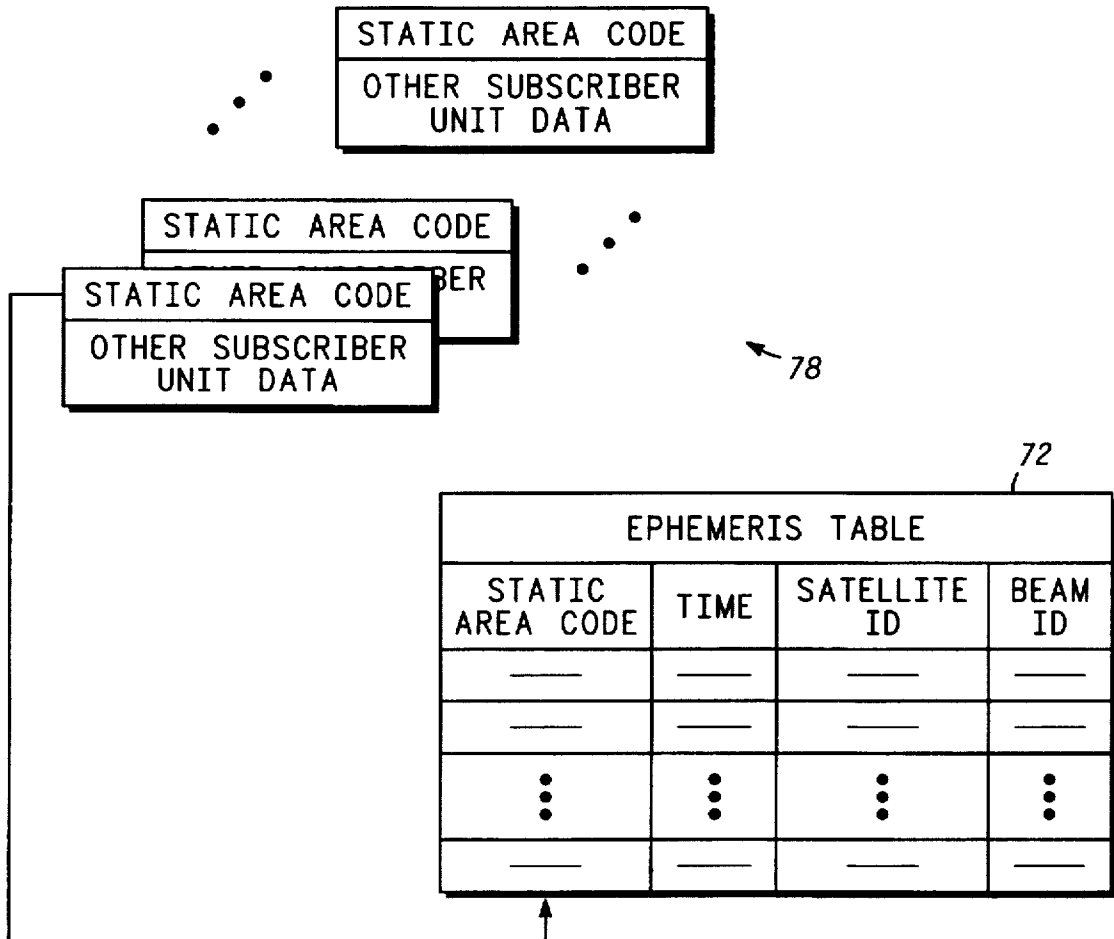 STATIC AREA CODE
OTHER SUBSCRIBER
UNIT DATA
STATIC AREA CODE
BER
STATIC AREA CODE
OTHER SUBSCRIBER
UNIT DATA
78
72
EPHEMERIS TABLE
STATIC
AREA CODE
TIME
SATELLITE
ID
BEAM
ID